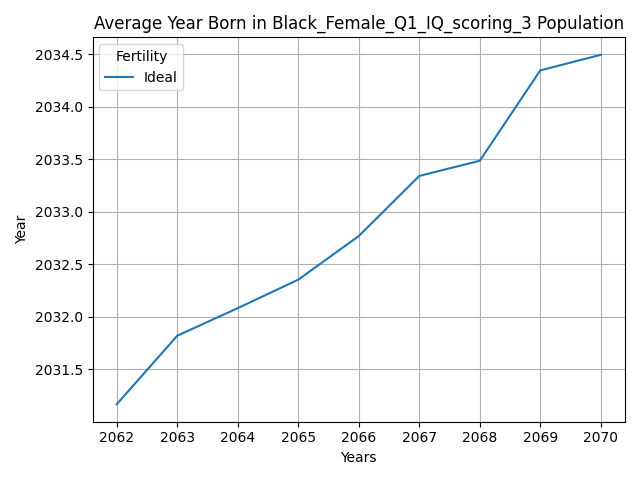 Average Year Born in Black_Female_Q1_IQ_scoring_3 Population
Fertility
Ideal
2034.5
2034.0
2033.5
2033.0
2032.5
2032.0
2031.5
Year
2062 2063 2064 2065 2066 2067 2068 2069 2070
Years